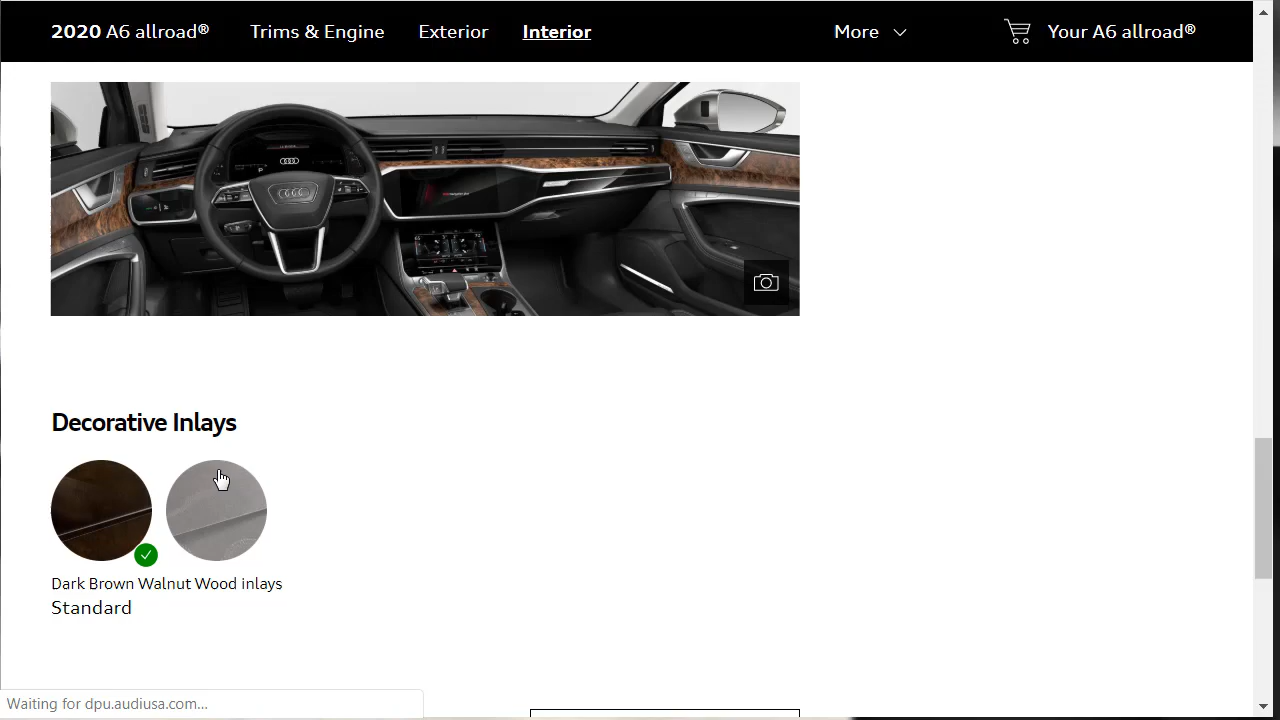 2020 A6 allroad® Trims & Engine Exterior Interior More Your A6 allroad®
Decorative Inlays
Dark Brown Walnut Wood inlays
Standard
Waiting for dpu.audiusa.com...